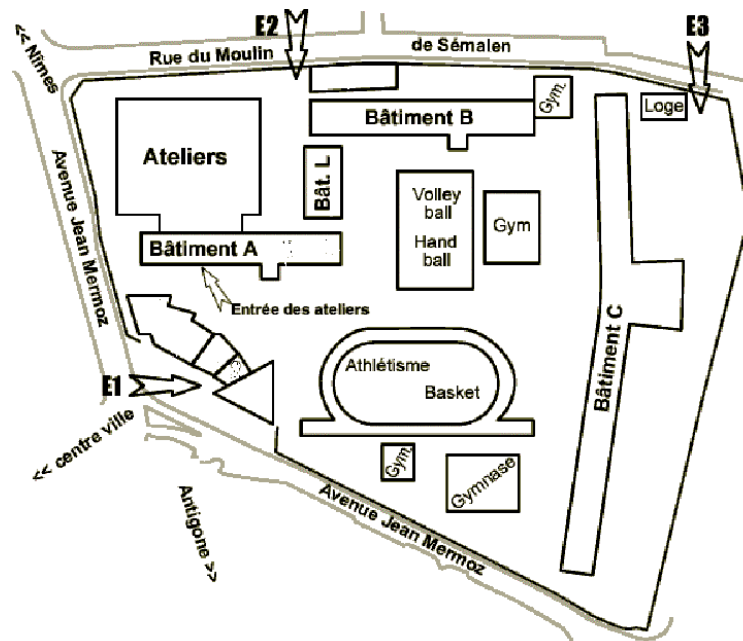 E2
E3
<< Nîmes
Rue du Moulin
de Sémalen
Gym.
Loge
Bâtiment B
Ateliers
Bât. L
Volley
ball
Hand
ball
Gym
Avenue Jean Mermoz
Bâtiment A
Entrée des ateliers
Bâtiment C
Athlétisme
Basket
E1
<< centre ville
Gym.
Gymnase
Antigone >>
Avenue Jean Mermoz